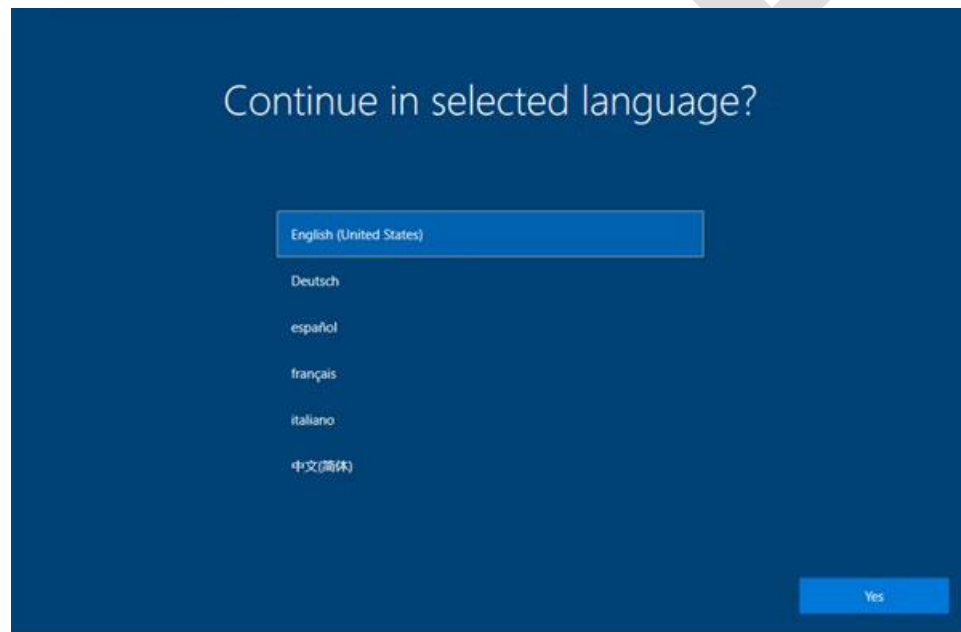 Continue in selected language?
English (United States)
Deutsch
español
français
italiano
中文(简体)
Yes